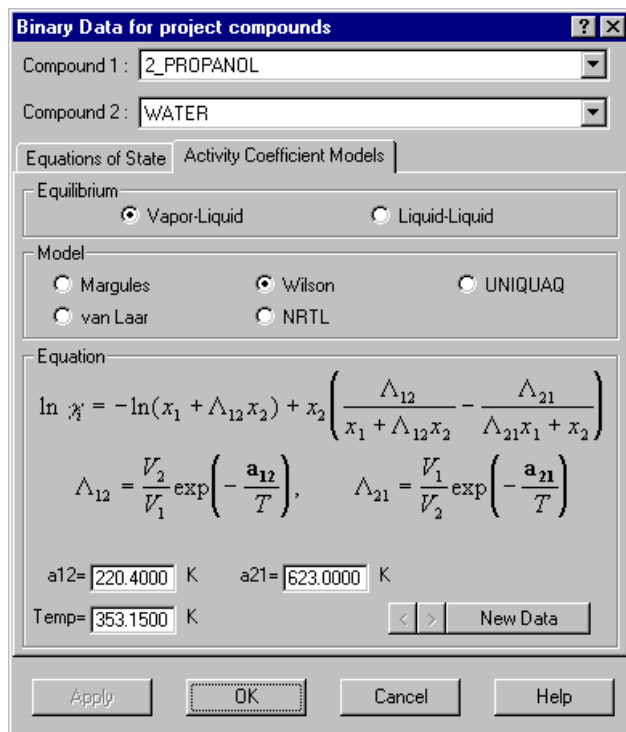 Binary Data for project compounds
Compound 1 : 2_PROPANOL
Compound 2 : WATER
Equations of State Activity Coefficient Models
Equilibrium
Vapor-Liquid Liquid-Liquid
Model
Margules Wilson UNIQUAQ
van Laar NRTL
Equation
ln γ₁ = −ln(x₁ + Λ₁₂x₂) + x₂(Λ₁₂/(x₁ + Λ₁₂x₂) − Λ₂₁/(Λ₂₁x₁ + x₂))
Λ₁₂ = V₂/V₁ exp(−a₁₂/T), Λ₂₁ = V₁/V₂ exp(−a₂₁/T)
a12= 220.4000 K a21= 623.0000 K
Temp= 353.1500 K < > New Data
Apply OK Cancel Help